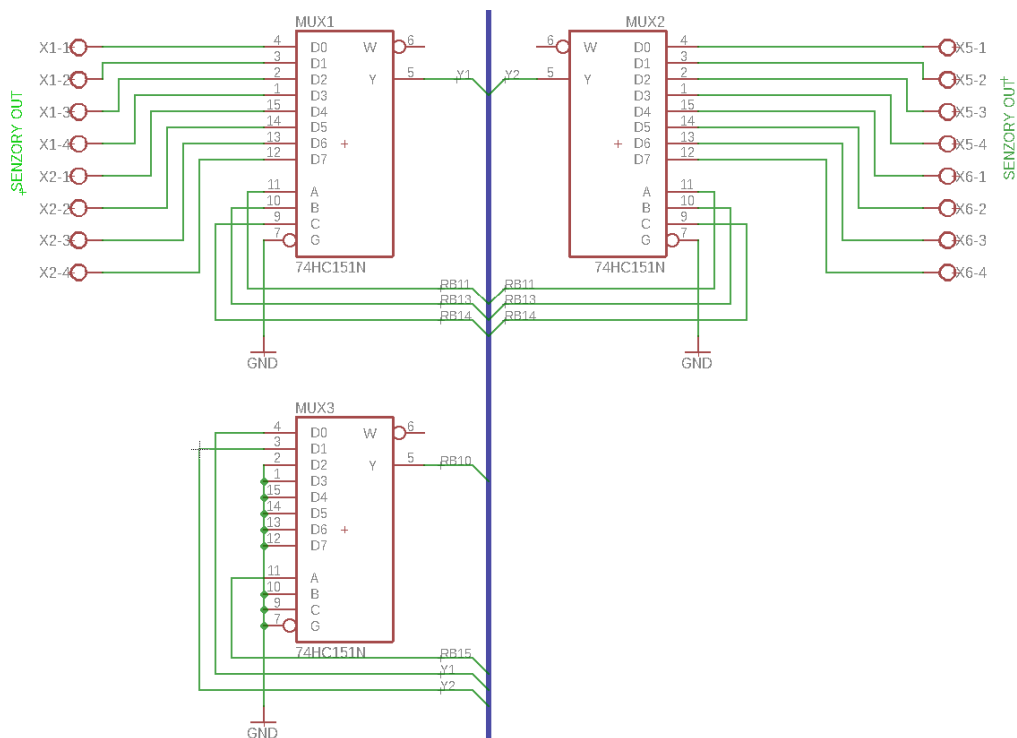 MUX1
MUX2
SENZORY OUT
X1-1
X1-2
X1-3
X1-4
X2-1
X2-2
X2-3
X2-4
4 D0 W 6
3 D1
2 D2 Y 5 Y1
1 D3
15 D4
14 D5
13 D6
12 D7
11 A
10 B
9 C
7 G
74HC151N
RB11
RB13
RB14
GND
6 W D0 4
D1 3
Y2 5 Y D2 2
D3 1
D4 15
D5 14
D6 13
D7 12
A 11
B 10
C 9
G 7
74HC151N
RB11
RB13
RB14
GND
X5-1
X5-2
X5-3
X5-4
X6-1
X6-2
X6-3
X6-4
SENZORY OUT
MUX3
4 D0 W 6
3 D1
2 D2 Y 5 RB10
1 D3
15 D4
14 D5
13 D6
12 D7
11 A
10 B
9 C
7 G
74HC151N
RB15
Y1
Y2
GND